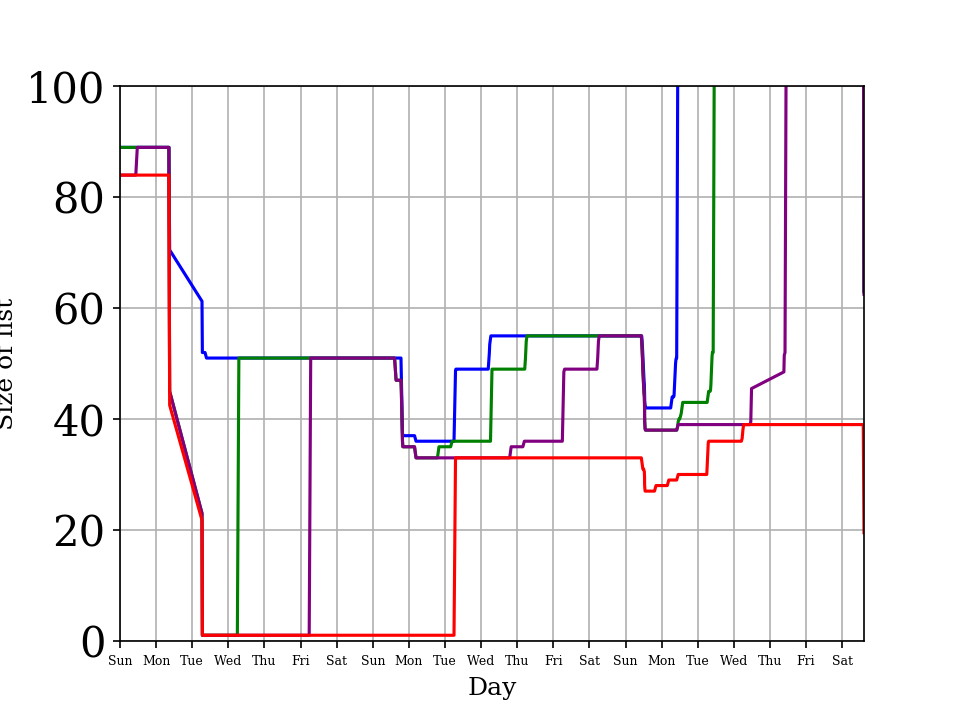 100
80
60
40
20
0
Size of list
Sun Mon Tue Wed Thu Fri Sat Sun Mon Tue Wed Thu Fri Sat Sun Mon Tue Wed Thu Fri Sat
Day